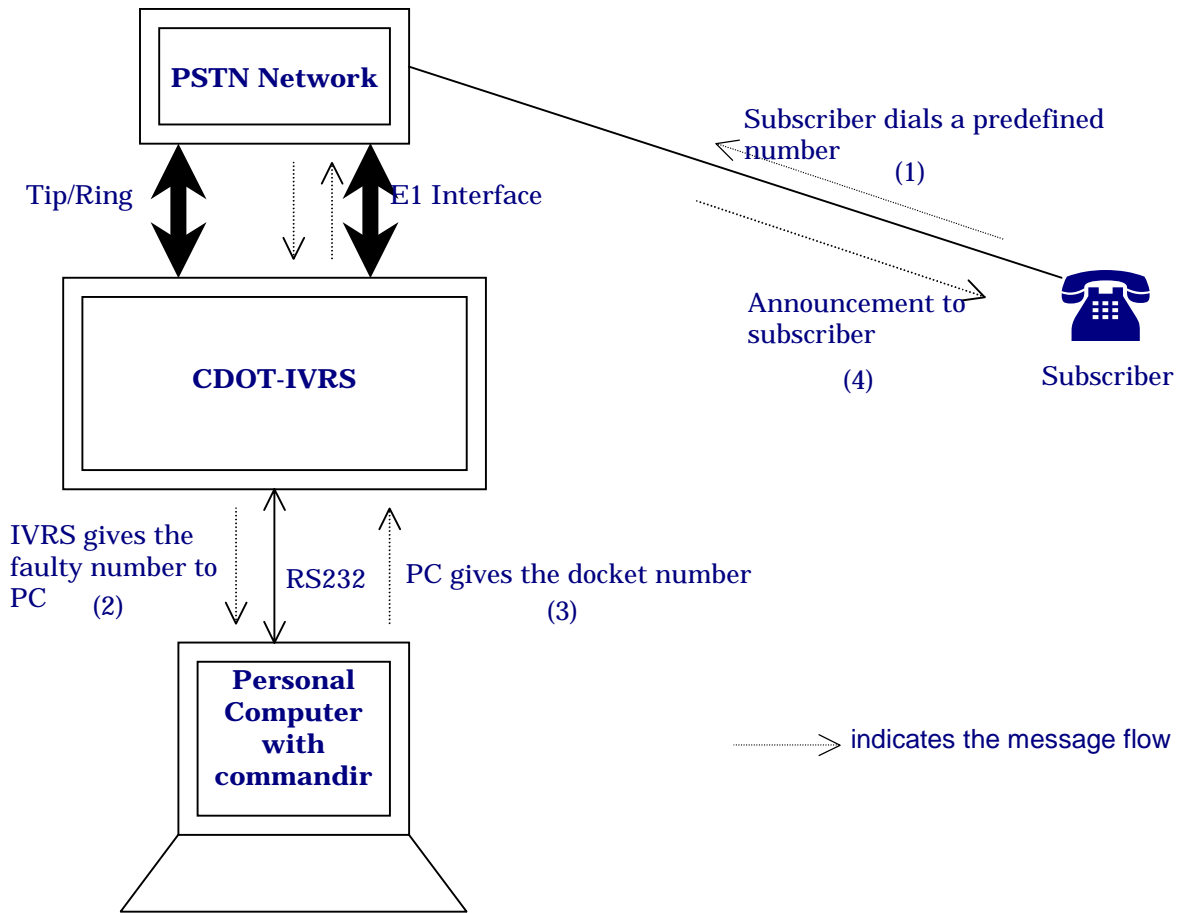 PSTN Network
Subscriber dials a predefined
number
(1)
Tip/Ring
E1 Interface
Announcement to
subscriber
(4)
Subscriber
CDOT-IVRS
IVRS gives the
faulty number to
PC
(2)
RS232
PC gives the docket number
(3)
Personal
Computer
with
commandir
indicates the message flow